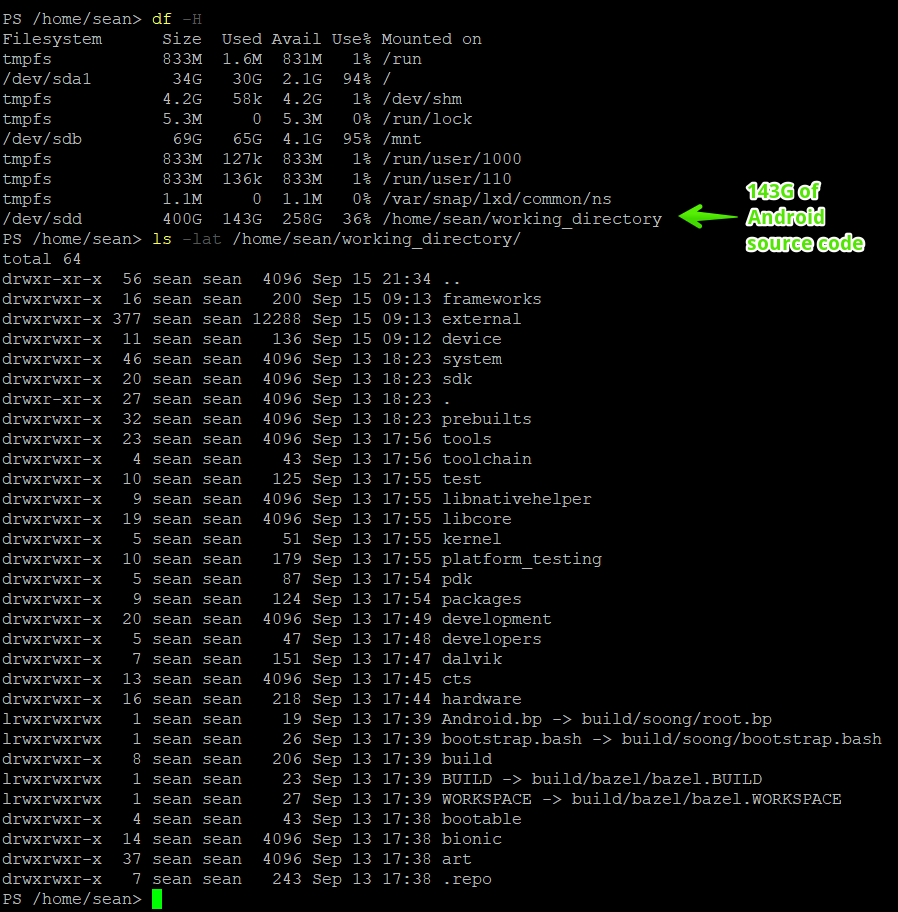 PS /home/sean> df -H
Filesystem      Size  Used Avail Use% Mounted on
tmpfs           833M  1.6M  831M   1% /run
/dev/sda1        34G   30G  2.1G  94% /
tmpfs           4.2G   58k  4.2G   1% /dev/shm
tmpfs           5.3M     0  5.3M   0% /run/lock
/dev/sdb         69G   65G  4.1G  95% /mnt
tmpfs           833M  127k  833M   1% /run/user/1000
tmpfs           833M  136k  833M   1% /run/user/110
tmpfs           1.1M     0  1.1M   0% /var/snap/lxd/common/ns
/dev/sdd        400G  143G  258G  36% /home/sean/working_directory
143G of
Android
source code
PS /home/sean> ls -lat /home/sean/working_directory/
total 64
drwxr-xr-x  56 sean sean  4096 Sep 15 21:34 ..
drwxrwxr-x  16 sean sean   200 Sep 15 09:13 frameworks
drwxrwxr-x 377 sean sean 12288 Sep 15 09:13 external
drwxrwxr-x  11 sean sean   136 Sep 15 09:12 device
drwxrwxr-x  46 sean sean  4096 Sep 13 18:23 system
drwxrwxr-x  20 sean sean  4096 Sep 13 18:23 sdk
drwxr-xr-x  27 sean sean  4096 Sep 13 18:23 .
drwxrwxr-x  32 sean sean  4096 Sep 13 18:23 prebuilts
drwxrwxr-x  23 sean sean  4096 Sep 13 17:56 tools
drwxrwxr-x   4 sean sean    43 Sep 13 17:56 toolchain
drwxrwxr-x  10 sean sean   125 Sep 13 17:55 test
drwxrwxr-x   9 sean sean  4096 Sep 13 17:55 libnativehelper
drwxrwxr-x  19 sean sean  4096 Sep 13 17:55 libcore
drwxrwxr-x   5 sean sean    51 Sep 13 17:55 kernel
drwxrwxr-x  10 sean sean   179 Sep 13 17:55 platform_testing
drwxrwxr-x   5 sean sean    87 Sep 13 17:54 pdk
drwxrwxr-x   9 sean sean   124 Sep 13 17:54 packages
drwxrwxr-x  20 sean sean  4096 Sep 13 17:49 development
drwxrwxr-x   5 sean sean    47 Sep 13 17:48 developers
drwxrwxr-x   7 sean sean   151 Sep 13 17:47 dalvik
drwxrwxr-x  13 sean sean  4096 Sep 13 17:45 cts
drwxrwxr-x  16 sean sean   218 Sep 13 17:44 hardware
lrwxrwxrwx   1 sean sean    19 Sep 13 17:39 Android.bp -> build/soong/root.bp
lrwxrwxrwx   1 sean sean    26 Sep 13 17:39 bootstrap.bash -> build/soong/bootstrap.bash
drwxrwxr-x   8 sean sean   206 Sep 13 17:39 build
lrwxrwxrwx   1 sean sean    23 Sep 13 17:39 BUILD -> build/bazel/bazel.BUILD
lrwxrwxrwx   1 sean sean    27 Sep 13 17:39 WORKSPACE -> build/bazel/bazel.WORKSPACE
drwxrwxr-x   4 sean sean    43 Sep 13 17:38 bootable
drwxrwxr-x  14 sean sean  4096 Sep 13 17:38 bionic
drwxrwxr-x  37 sean sean  4096 Sep 13 17:38 art
drwxrwxr-x   7 sean sean   243 Sep 13 17:38 .repo
PS /home/sean>